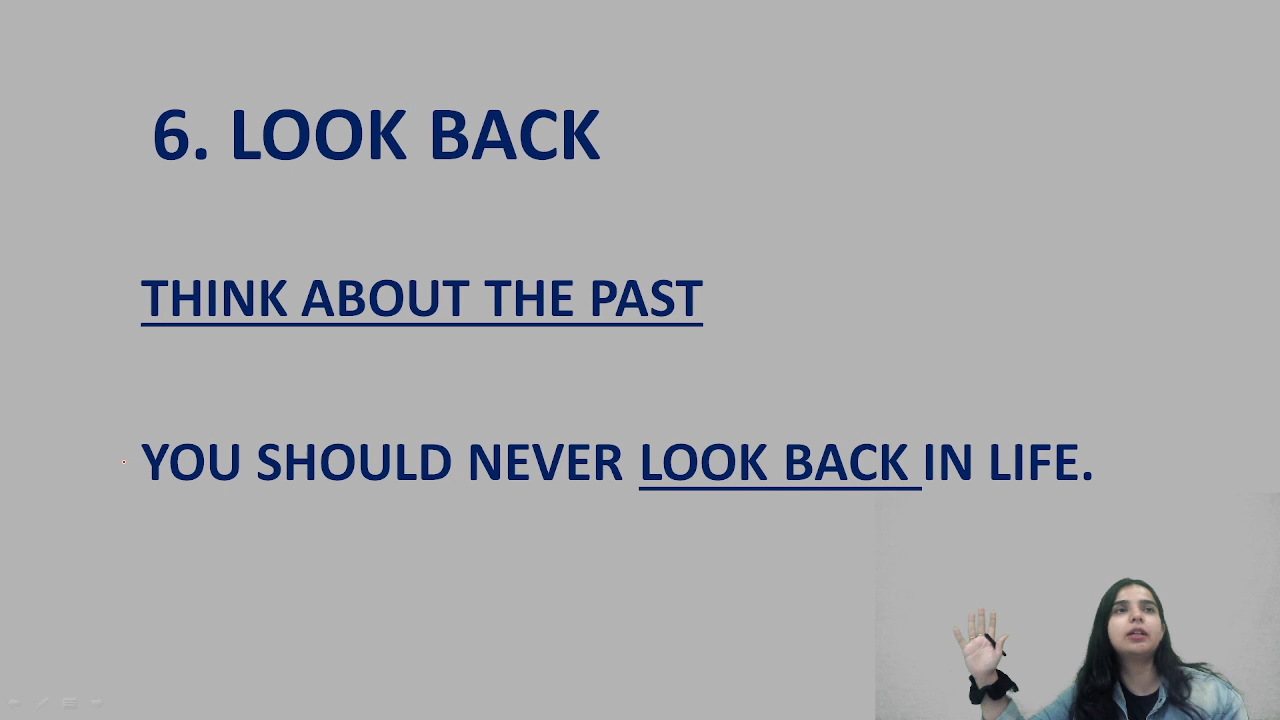 6. LOOK BACK
THINK ABOUT THE PAST
YOU SHOULD NEVER LOOK BACK IN LIFE.